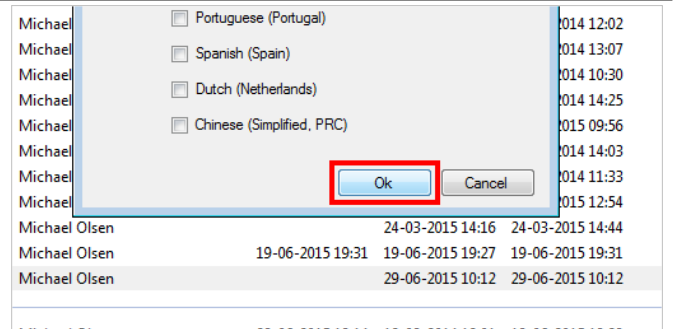 Michael Portuguese (Portugal) 2014 12:02
Michael Spanish (Spain) 2014 13:07
Michael 2014 10:30
Michael Dutch (Netherlands) 2014 14:25
Michael Chinese (Simplified, PRC) 2015 09:56
Michael 2014 14:03
Michael Ok Cancel 2014 11:33
Michael 2015 12:54
Michael Olsen 24-03-2015 14:16 24-03-2015 14:44
Michael Olsen 19-06-2015 19:31 19-06-2015 19:27 19-06-2015 19:31
Michael Olsen 29-06-2015 10:12 29-06-2015 10:12